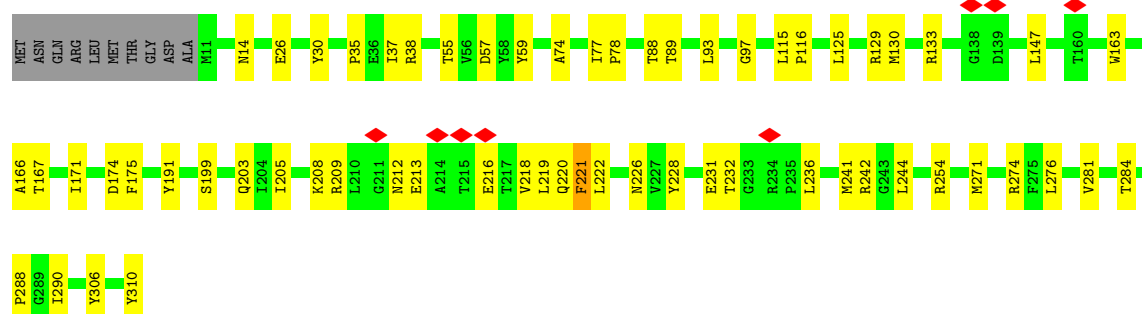 MET ASN GLN ARG LEU MET THR GLY ASP ALA M11 N14 E26 Y30 P35 E36 I37 R38 T55 V56 D57 Y58 Y59 A74 I77 P78 T88 T89 L93 G97 L115 P116 L125 R129 M130 R133 G138 D139 L147 T160 W163
A166 T167 I171 D174 F175 Y191 S199 Q203 I204 I205 K208 R209 L210 G211 N212 E213 A214 T215 E216 T217 V218 L219 Q220 F221 L222 N226 V227 Y228 E231 T232 G233 R234 P235 L236 M241 R242 G243 L244 R254 M271 R274 F275 L276 V281 T284
P288 G289 I290 Y306 Y310